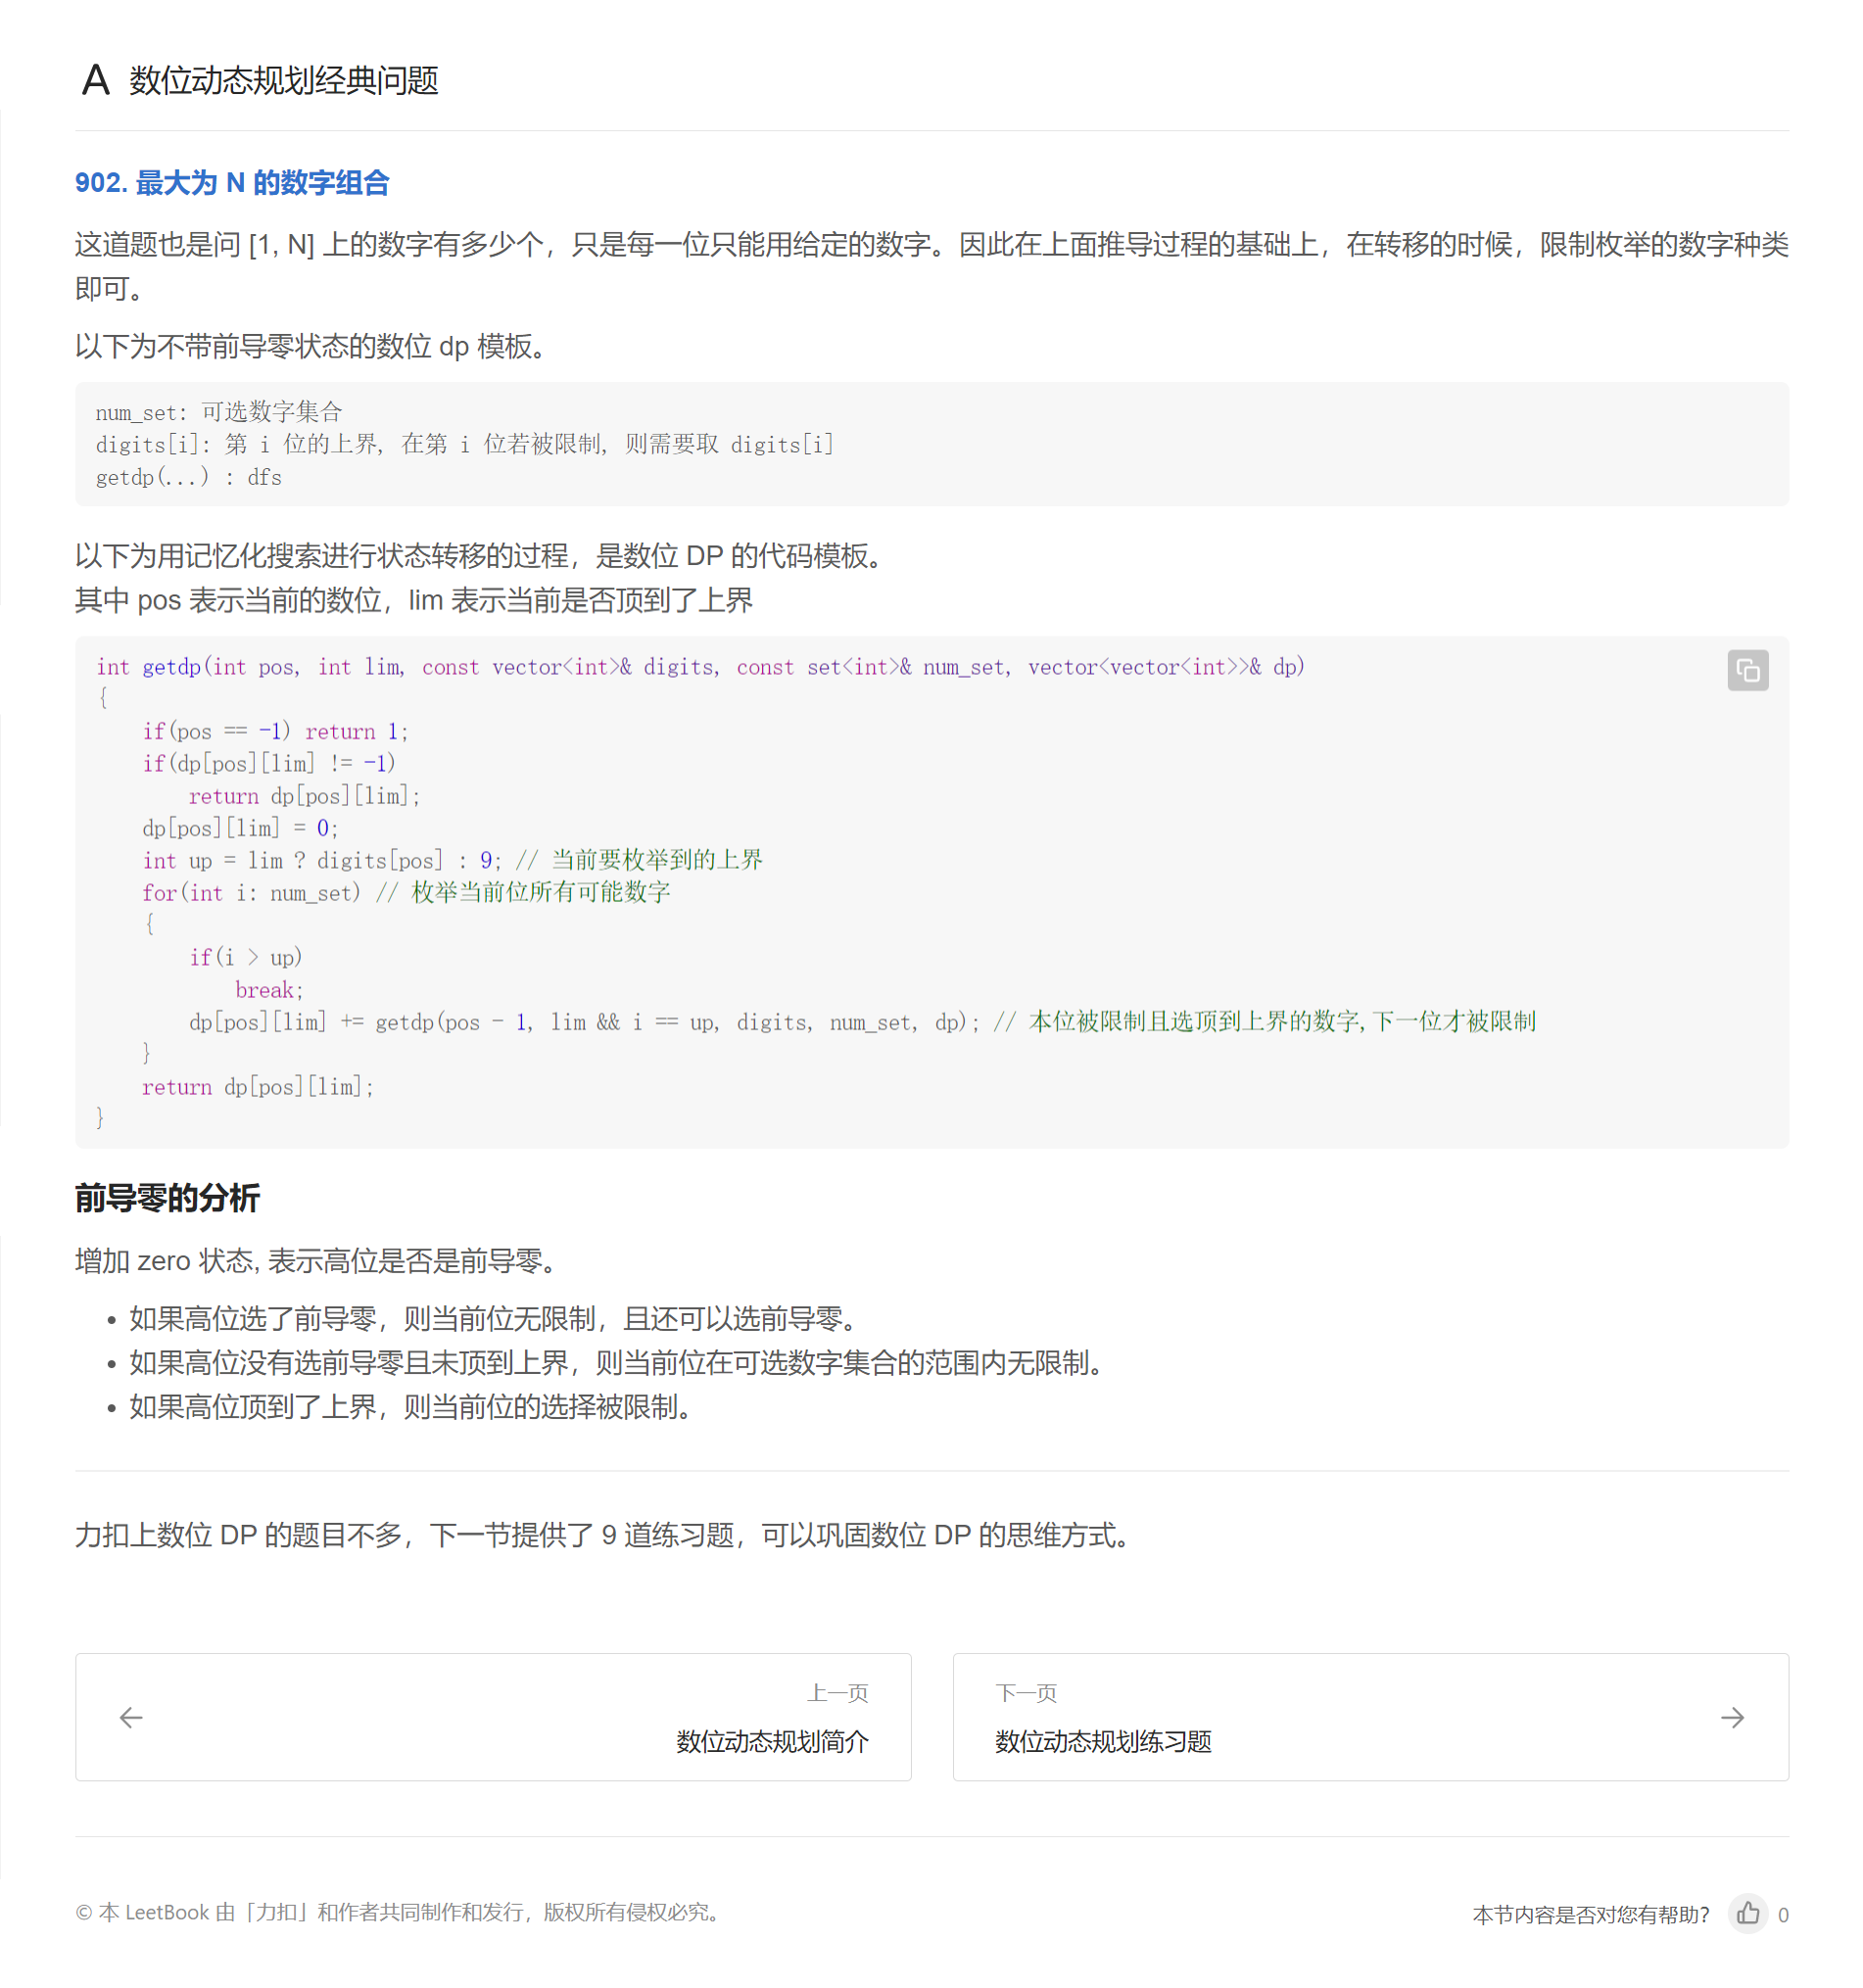 数位动态规划经典问题
902. 最大为 N 的数字组合
这道题也是问 [1, N] 上的数字有多少个，只是每一位只能用给定的数字。因此在上面推导过程的基础上，在转移的时候，限制枚举的数字种类
即可。
以下为不带前导零状态的数位 dp 模板。
num_set: 可选数字集合
digits[i]: 第 i 位的上界, 在第 i 位若被限制, 则需要取 digits[i]
getdp(...) : dfs
以下为用记忆化搜索进行状态转移的过程，是数位 DP 的代码模板。
其中 pos 表示当前的数位，lim 表示当前是否顶到了上界
int getdp(int pos, int lim, const vector<int>& digits, const set<int>& num_set, vector<vector<int>>& dp)
{
    if(pos == -1) return 1;
    if(dp[pos][lim] != -1)
        return dp[pos][lim];
    dp[pos][lim] = 0;
    int up = lim ? digits[pos] : 9; // 当前要枚举到的上界
    for(int i: num_set) // 枚举当前位所有可能数字
    {
        if(i > up)
            break;
        dp[pos][lim] += getdp(pos - 1, lim && i == up, digits, num_set, dp); // 本位被限制且选顶到上界的数字,下一位才被限制
    }
    return dp[pos][lim];
}
前导零的分析
增加 zero 状态, 表示高位是否是前导零。
• 如果高位选了前导零，则当前位无限制，且还可以选前导零。
• 如果高位没有选前导零且未顶到上界，则当前位在可选数字集合的范围内无限制。
• 如果高位顶到了上界，则当前位的选择被限制。
力扣上数位 DP 的题目不多，下一节提供了 9 道练习题，可以巩固数位 DP 的思维方式。
上一页
数位动态规划简介
下一页
数位动态规划练习题
© 本 LeetBook 由「力扣」和作者共同制作和发行，版权所有侵权必究。
本节内容是否对您有帮助？ 0